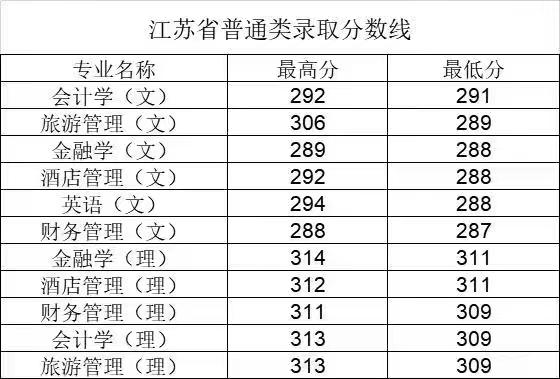 江苏省普通类录取分数线
专业名称 最高分 最低分
会计学（文） 292 291
旅游管理（文） 306 289
金融学（文） 289 288
酒店管理（文） 292 288
英语（文） 294 288
财务管理（文） 288 287
金融学（理） 314 311
酒店管理（理） 312 311
财务管理（理） 311 309
会计学（理） 313 309
旅游管理（理） 313 309